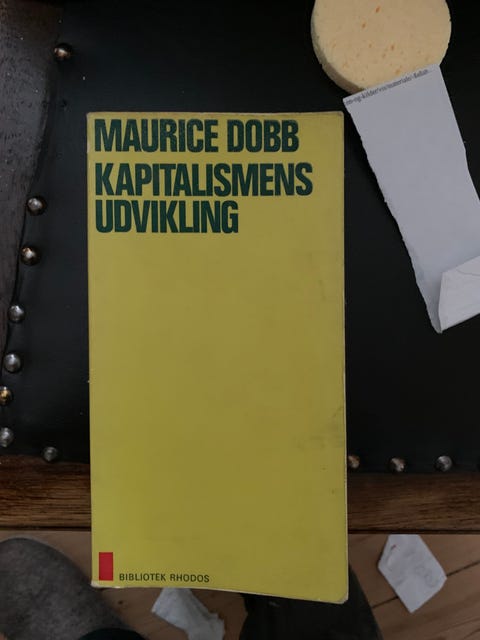 MAURICE DOBB
KAPITALISMENS
UDVIKLING
BIBLIOTEK RHODOS